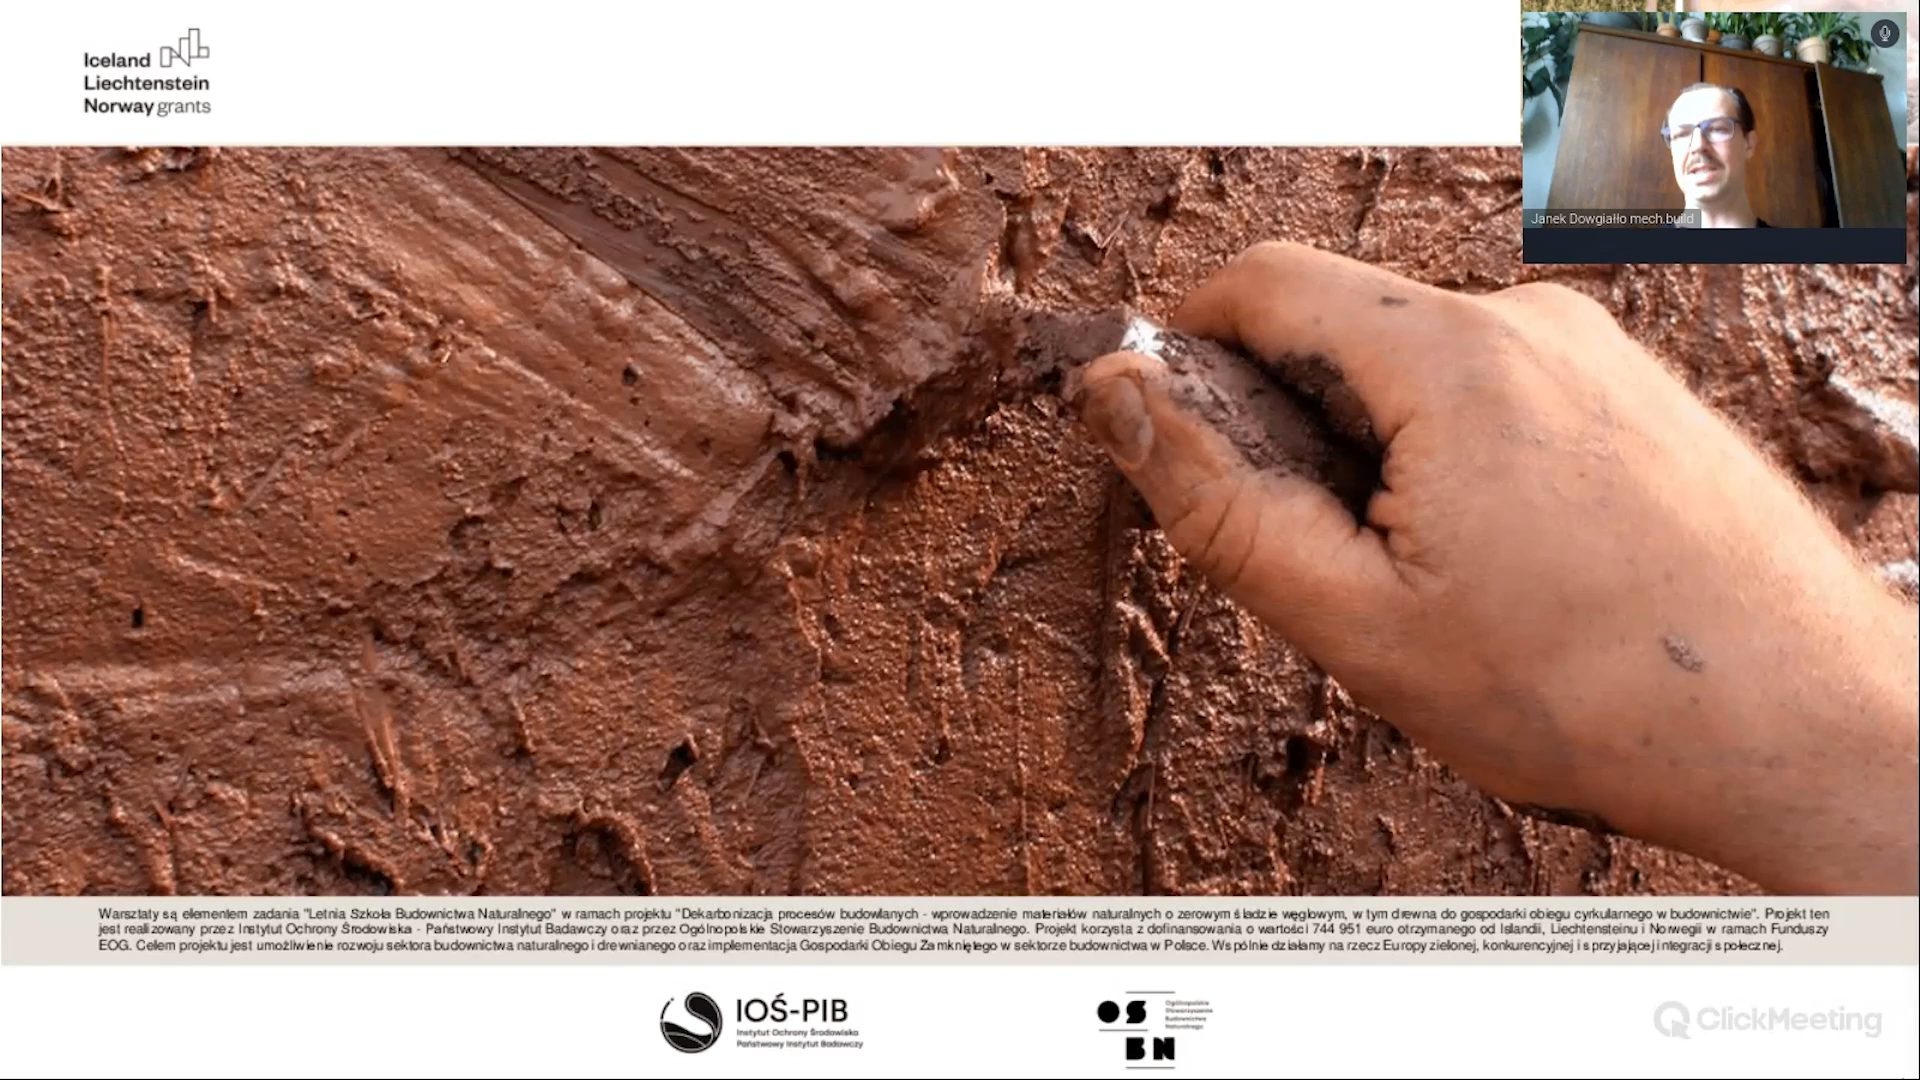 Iceland
Liechtenstein
Norway grants
Janek Dowgiałło mech.build
Warsztaty są elementem zadania "Letnia Szkoła Budownictwa Naturalnego" w ramach projektu "Dekarbonizacja procesów budowlanych - wprowadzenie materiałów naturalnych o zerowym śladzie węglowym, w tym drewna do gospodarki obiegu cyrkularnego w budownictwie". Projekt ten
jest realizowany przez Instytut Ochrony Środowiska - Państwowy Instytut Badawczy oraz przez Ogólnopolskie Stowarzyszenie Budownictwa Naturalnego. Projekt korzysta z dofinansowania o wartości 744 951 euro otrzymanego od Islandii, Liechtensteinu i Norwegii w ramach Funduszy
EOG. Celem projektu jest umożliwienie rozwoju sektora budownictwa naturalnego i drewnianego oraz implementacja Gospodarki Obiegu Zamkniętego w sektorze budownictwa w Polsce. Wspólnie działamy na rzecz Europy zielonej, konkurencyjnej i sprzyjającej integracji społecznej.
IOŚ-PIB
Instytut Ochrony Środowiska
Państwowy Instytut Badawczy
OS
BN
Ogólnopolskie
Stowarzyszenie
Budownictwa
Naturalnego
ClickMeeting